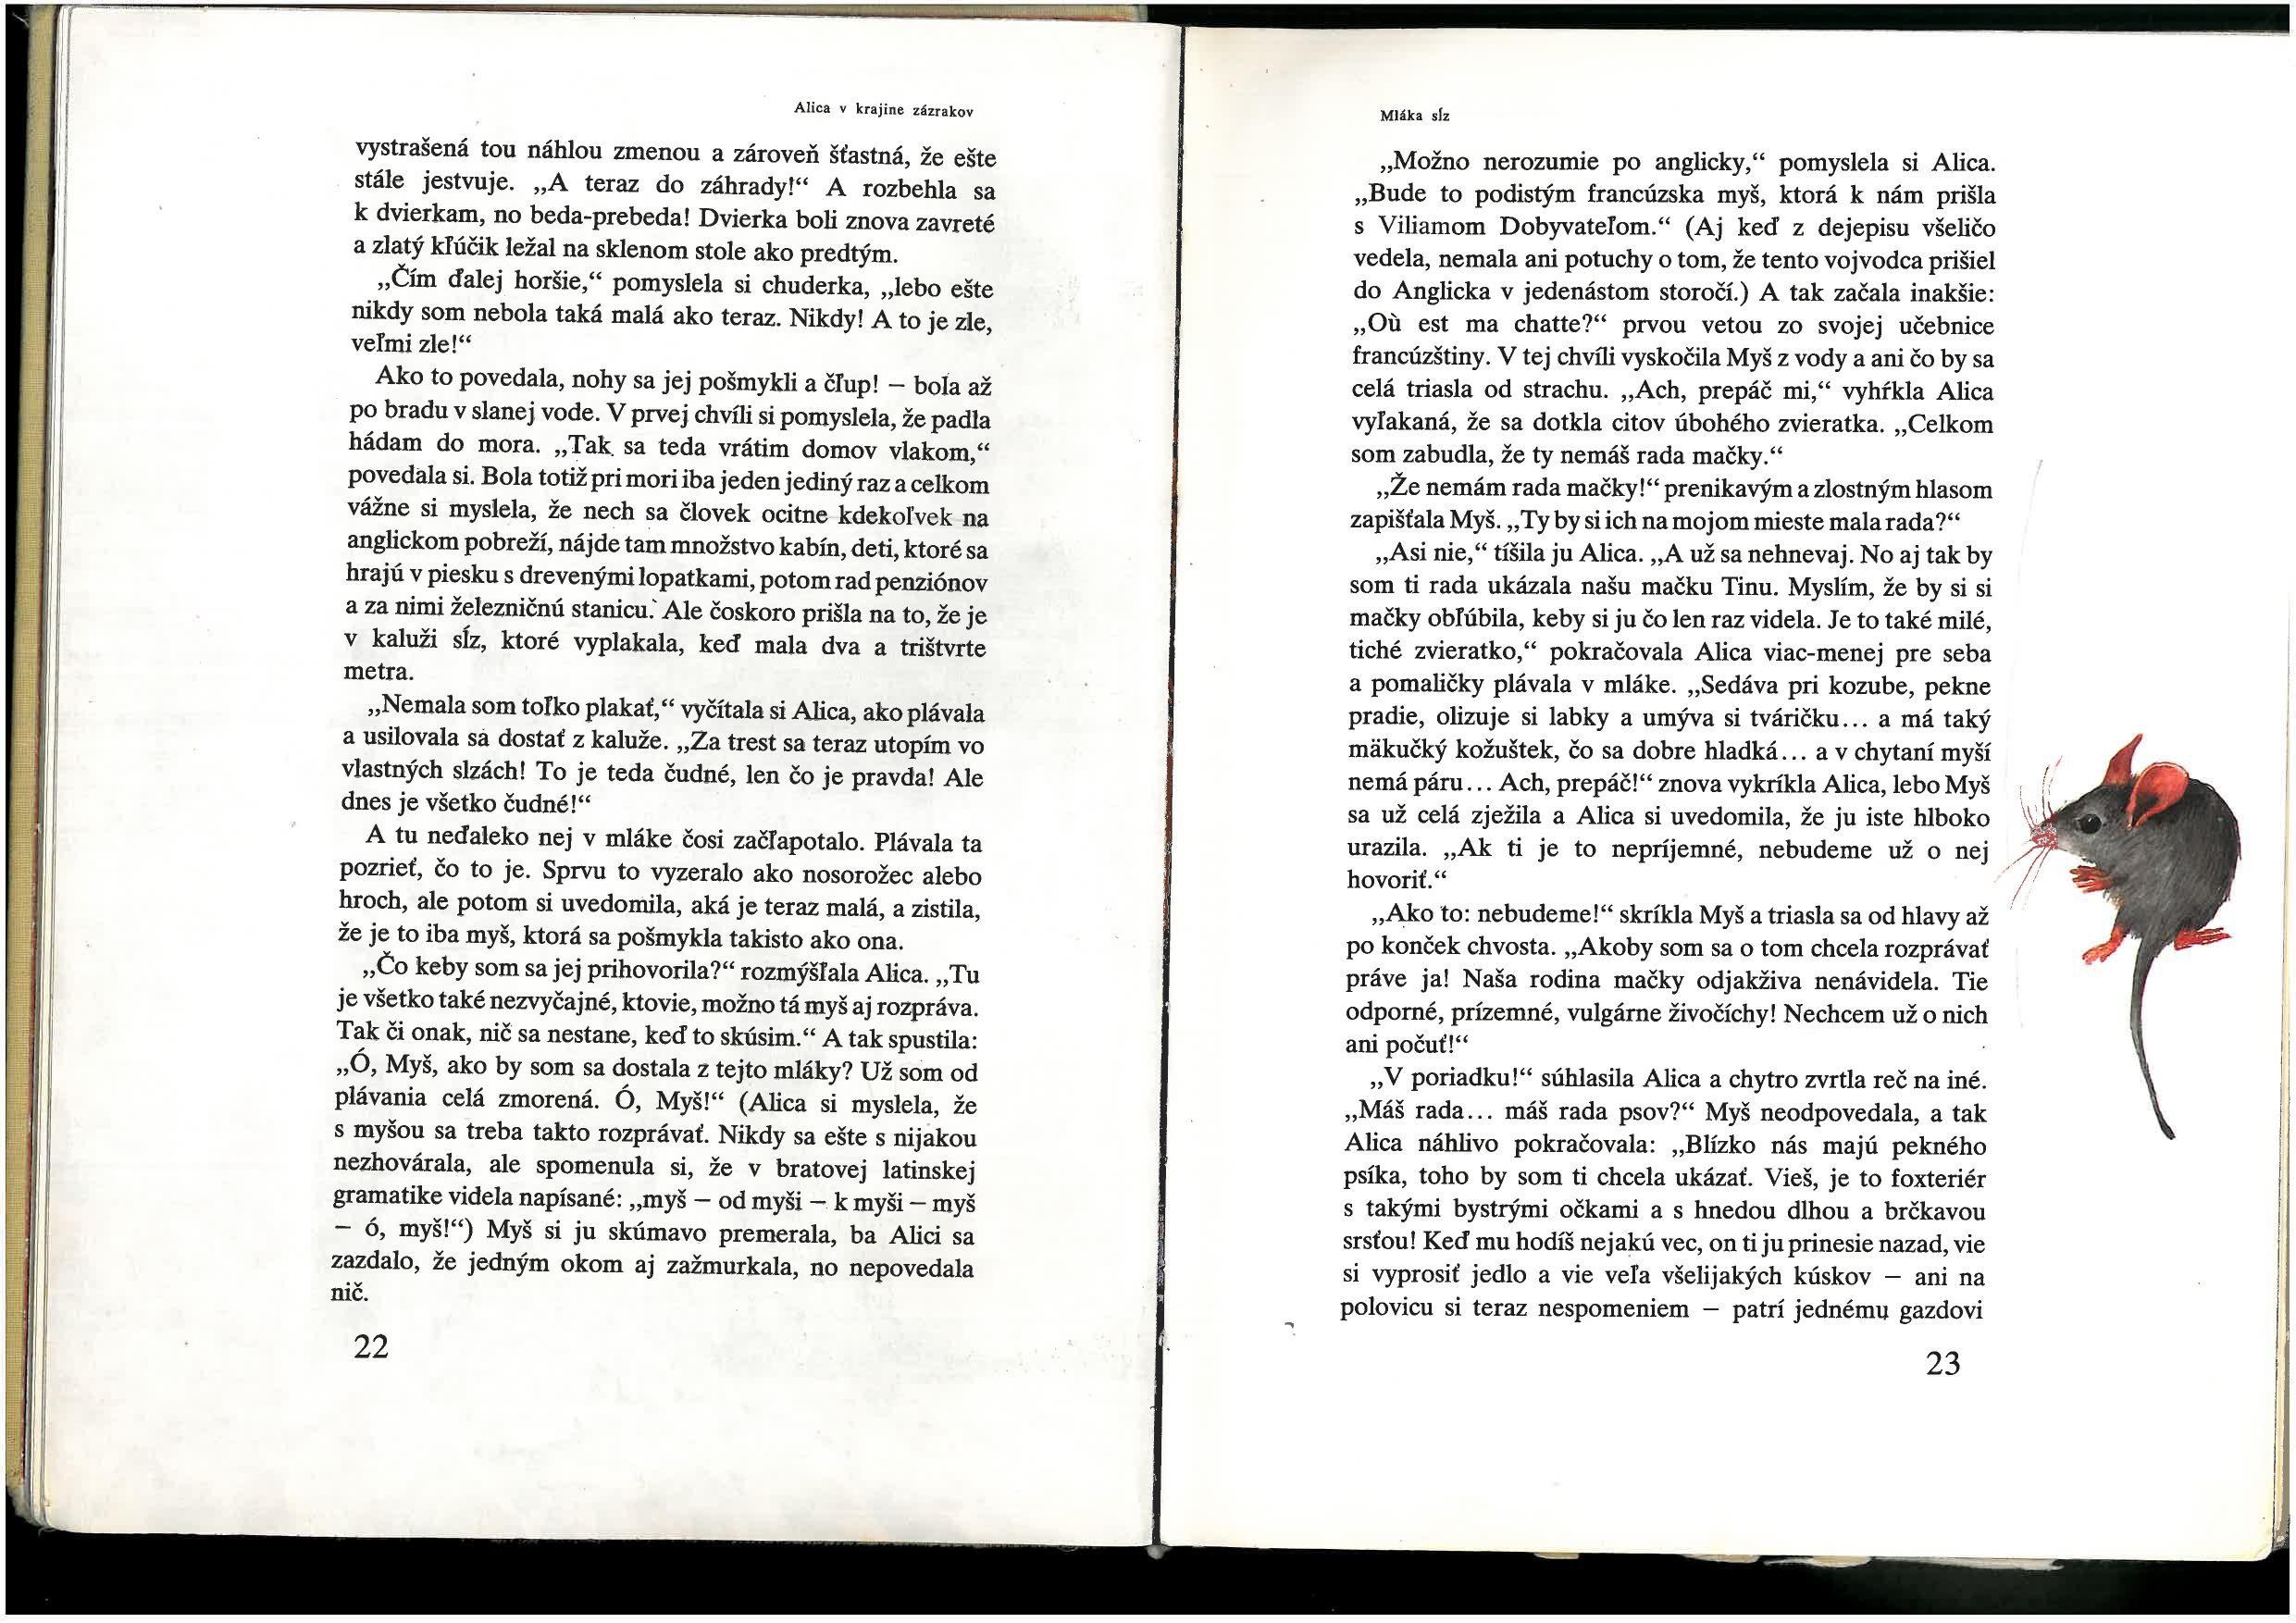 Alica v krajine zázrakov
vystrašená tou náhlou zmenou a zároveň šťastná, že ešte
stále jestvuje. „A teraz do záhrady!“ A rozbehla sa
k dvierkam, no beda-prebeda! Dvierka boli znova zavreté
a zlatý kľúčik ležal na sklenom stole ako predtým.
„Čím ďalej horšie,“ pomyslela si chuderka, „lebo ešte
nikdy som nebola taká malá ako teraz. Nikdy! A to je zle,
veľmi zle!“
Ako to povedala, nohy sa jej pošmykli a čľup! — bola až
po bradu v slanej vode. V prvej chvíli si pomyslela, že padla
hádam do mora. „Tak sa teda vrátim domov vlakom,“
povedala si. Bola totiž pri mori iba jeden jediný raz a celkom
vážne si myslela, že nech sa človek ocitne kdekoľvek na
anglickom pobreží, nájde tam množstvo kabín, deti, ktoré sa
hrajú v piesku s drevenými lopatkami, potom rad penziónov
a za nimi železničnú stanicu. Ale čoskoro prišla na to, že je
v kaluži sĺz, ktoré vyplakala, keď mala dva a trištvrte
metra.
„Nemala som toľko plakať,“ vyčítala si Alica, ako plávala
a usilovala sa dostať z kaluže. „Za trest sa teraz utopím vo
vlastných slzách! To je teda čudné, len čo je pravda! Ale
dnes je všetko čudné!“
A tu neďaleko nej v mláke čosi začľapotalo. Plávala ta
pozrieť, čo to je. Sprvu to vyzeralo ako nosorožec alebo
hroch, ale potom si uvedomila, aká je teraz malá, a zistila,
že je to iba myš, ktorá sa pošmykla takisto ako ona.
„Čo keby som sa jej prihovorila?“ rozmýšľala Alica. „Tu
je všetko také nezvyčajné, ktovie, možno tá myš aj rozpráva.
Tak či onak, nič sa nestane, keď to skúsim.“ A tak spustila:
„Ó, Myš, ako by som sa dostala z tejto mláky? Už som od
plávania celá zmorená. Ó, Myš!“ (Alica si myslela, že
s myšou sa treba takto rozprávať. Nikdy sa ešte s nijakou
nezhovárala, ale spomenula si, že v bratovej latinskej
gramatike videla napísané: „myš — od myši — k myši — myš
— ó, myš!“) Myš si ju skúmavo premerala, ba Alici sa
zazdalo, že jedným okom aj zažmurkala, no nepovedala
nič.
22
Mláka sĺz
„Možno nerozumie po anglicky,“ pomyslela si Alica.
„Bude to podistým francúzska myš, ktorá k nám prišla
s Viliamom Dobyvateľom.“ (Aj keď z dejepisu všeličo
vedela, nemala ani potuchy o tom, že tento vojvodca prišiel
do Anglicka v jedenástom storočí.) A tak začala inakšie:
„Où est ma chatte?“ prvou vetou zo svojej učebnice
francúzštiny. V tej chvíli vyskočila Myš z vody a ani čo by sa
celá triasla od strachu. „Ach, prepáč mi,“ vyhŕkla Alica
vyľakaná, že sa dotkla citov úbohého zvieratka. „Celkom
som zabudla, že ty nemáš rada mačky.“
„Že nemám rada mačky!“ prenikavým a zlostným hlasom
zapišťala Myš. „Ty by si ich na mojom mieste mala rada?“
„Asi nie,“ tíšila ju Alica. „A už sa nehnevaj. No aj tak by
som ti rada ukázala našu mačku Tinu. Myslím, že by si si
mačky obľúbila, keby si ju čo len raz videla. Je to také milé,
tiché zvieratko,“ pokračovala Alica viac-menej pre seba
a pomaličky plávala v mláke. „Sedáva pri kozube, pekne
pradie, olizuje si labky a umýva si tváričku... a má taký
mäkučký kožuštek, čo sa dobre hladká... a v chytaní myší
nemá páru... Ach, prepáč!“ znova vykríkla Alica, lebo Myš
sa už celá zježila a Alica si uvedomila, že ju iste hlboko
urazila. „Ak ti je to nepríjemné, nebudeme už o nej
hovoriť.“
„Ako to: nebudeme!“ skríkla Myš a triasla sa od hlavy až
po konček chvosta. „Akoby som sa o tom chcela rozprávať
práve ja! Naša rodina mačky odjakživa nenávidela. Tie
odporné, prízemné, vulgárne živočíchy! Nechcem už o nich
ani počuť!“
„V poriadku!“ súhlasila Alica a chytro zvrtla reč na iné.
„Máš rada... máš rada psov?“ Myš neodpovedala, a tak
Alica náhlivo pokračovala: „Blízko nás majú pekného
psíka, toho by som ti chcela ukázať. Vieš, je to foxteriér
s takými bystrými očkami a s hnedou dlhou a brčkavou
srsťou! Keď mu hodíš nejakú vec, on ti ju prinesie nazad, vie
si vyprosiť jedlo a vie veľa všelijakých kúskov — ani na
polovicu si teraz nespomeniem — patrí jednému gazdovi
23